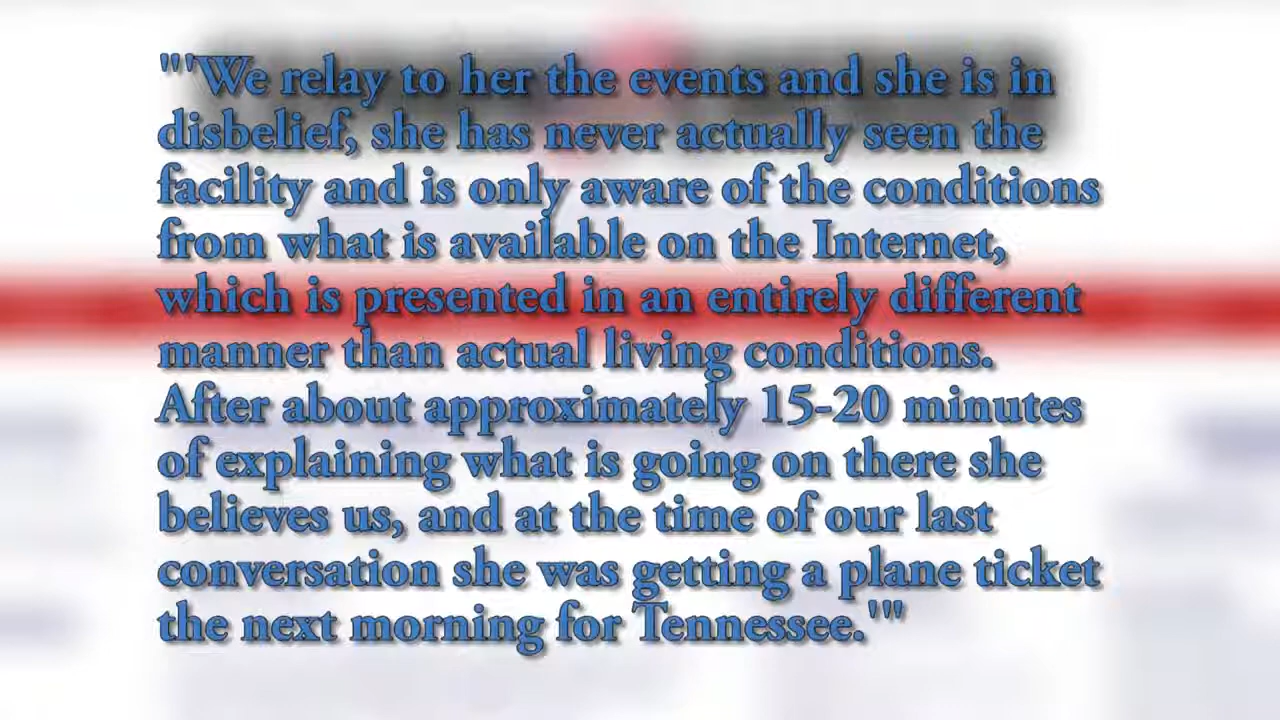 "'We relay to her the events and she is in
disbelief, she has never actually seen the
facility and is only aware of the conditions
from what is available on the Internet,
which is presented in an entirely different
manner than actual living conditions.
After about approximately 15-20 minutes
of explaining what is going on there she
believes us, and at the time of our last
conversation she was getting a plane ticket
the next morning for Tennessee.'"